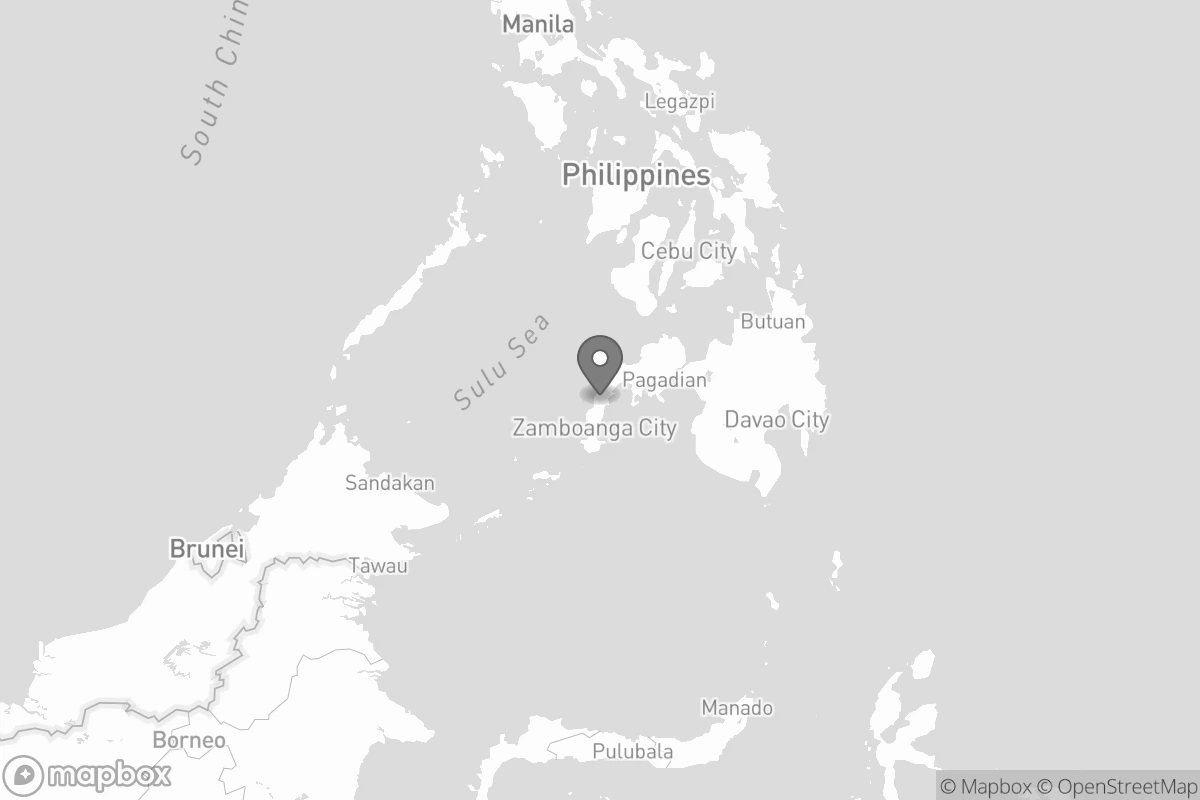 Manila
South Chin
Legazpi
Philippines
Cebu City
Butuan
Sulu Sea
Pagadian
Davao City
Zamboanga City
Sandakan
Brunei
Tawau
Manado
Borneo
Pulubala
mapbox
© Mapbox © OpenStreetMap